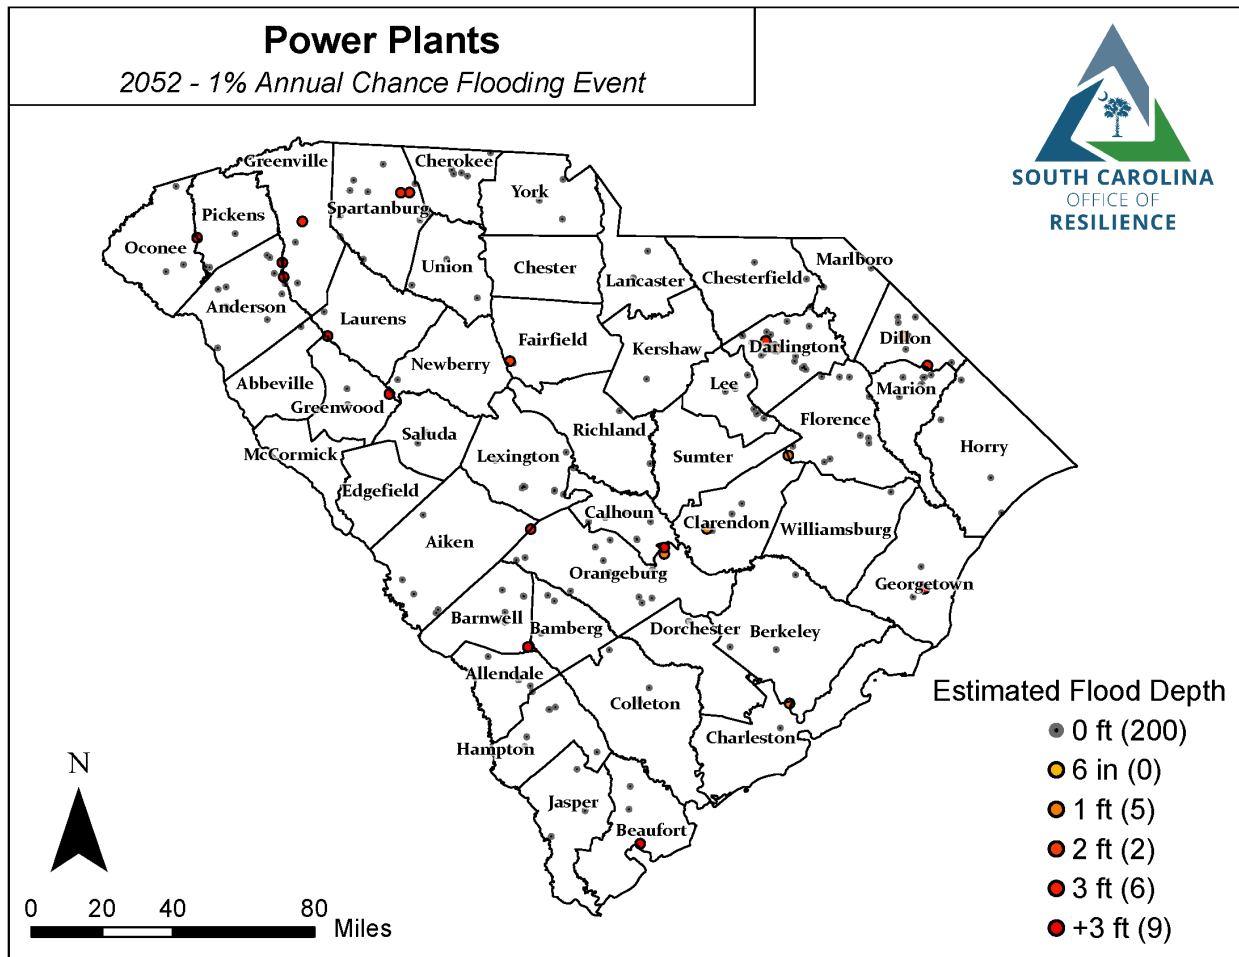 Power Plants
2052 - 1% Annual Chance Flooding Event
SOUTH CAROLINA
OFFICE OF
RESILIENCE
Greenville
Cherokee
York
Pickens
Spartanburg
Oconee
Union
Chester
Lancaster
Chesterfield
Marlboro
Anderson
Laurens
Fairfield
Kershaw
Darlington
Dillon
Newberry
Abbeville
Lee
Marion
Greenwood
Saluda
Richland
Florence
Horry
McCormick
Lexington
Sumter
Edgefield
Calhoun
Clarendon
Williamsburg
Aiken
Orangeburg
Georgetown
Barnwell
Bamberg
Dorchester
Berkeley
Allendale
Colleton
Charleston
Hampton
Jasper
Beaufort
Estimated Flood Depth
0 ft (200)
6 in (0)
1 ft (5)
2 ft (2)
3 ft (6)
+3 ft (9)
N
0 20 40 80 Miles